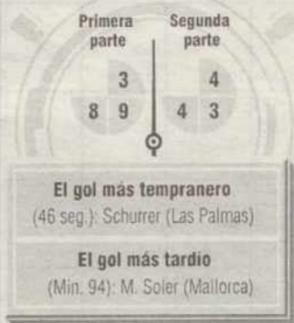 Primera Segunda
parte parte
3 4
8 9 4 3
El gol más tempranero
(46 seg.): Schurrer (Las Palmas)
El gol más tardío
(Min. 94): M. Soler (Mallorca)